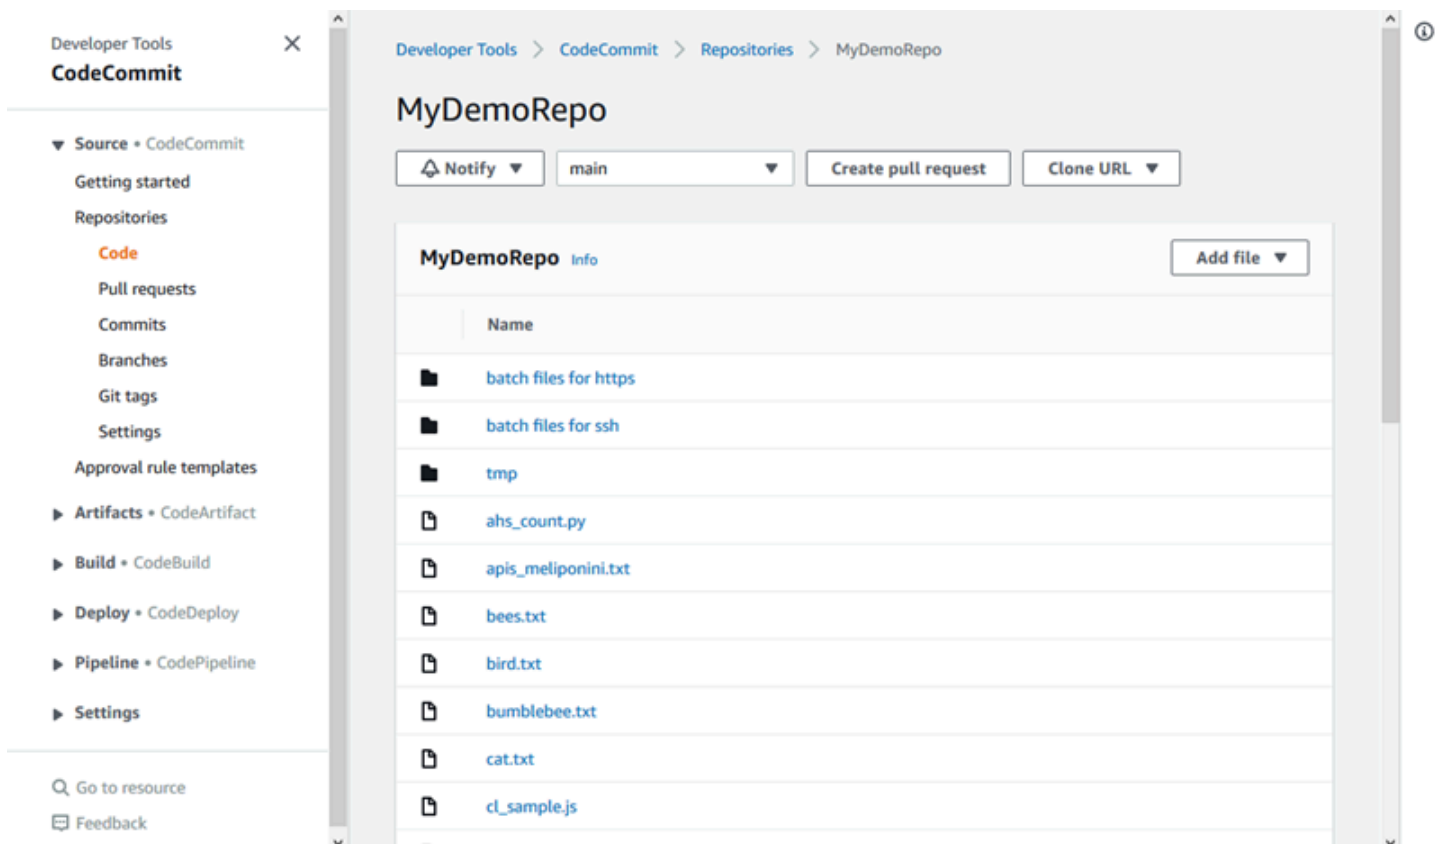 Developer Tools
CodeCommit
Source • CodeCommit
Getting started
Repositories
Code
Pull requests
Commits
Branches
Git tags
Settings
Approval rule templates
Artifacts • CodeArtifact
Build • CodeBuild
Deploy • CodeDeploy
Pipeline • CodePipeline
Settings
Go to resource
Feedback
Developer Tools > CodeCommit > Repositories > MyDemoRepo
MyDemoRepo
Notify main Create pull request Clone URL
MyDemoRepo Info Add file
Name
batch files for https
batch files for ssh
tmp
ahs_count.py
apis_meliponini.txt
bees.txt
bird.txt
bumblebee.txt
cat.txt
cl_sample.js